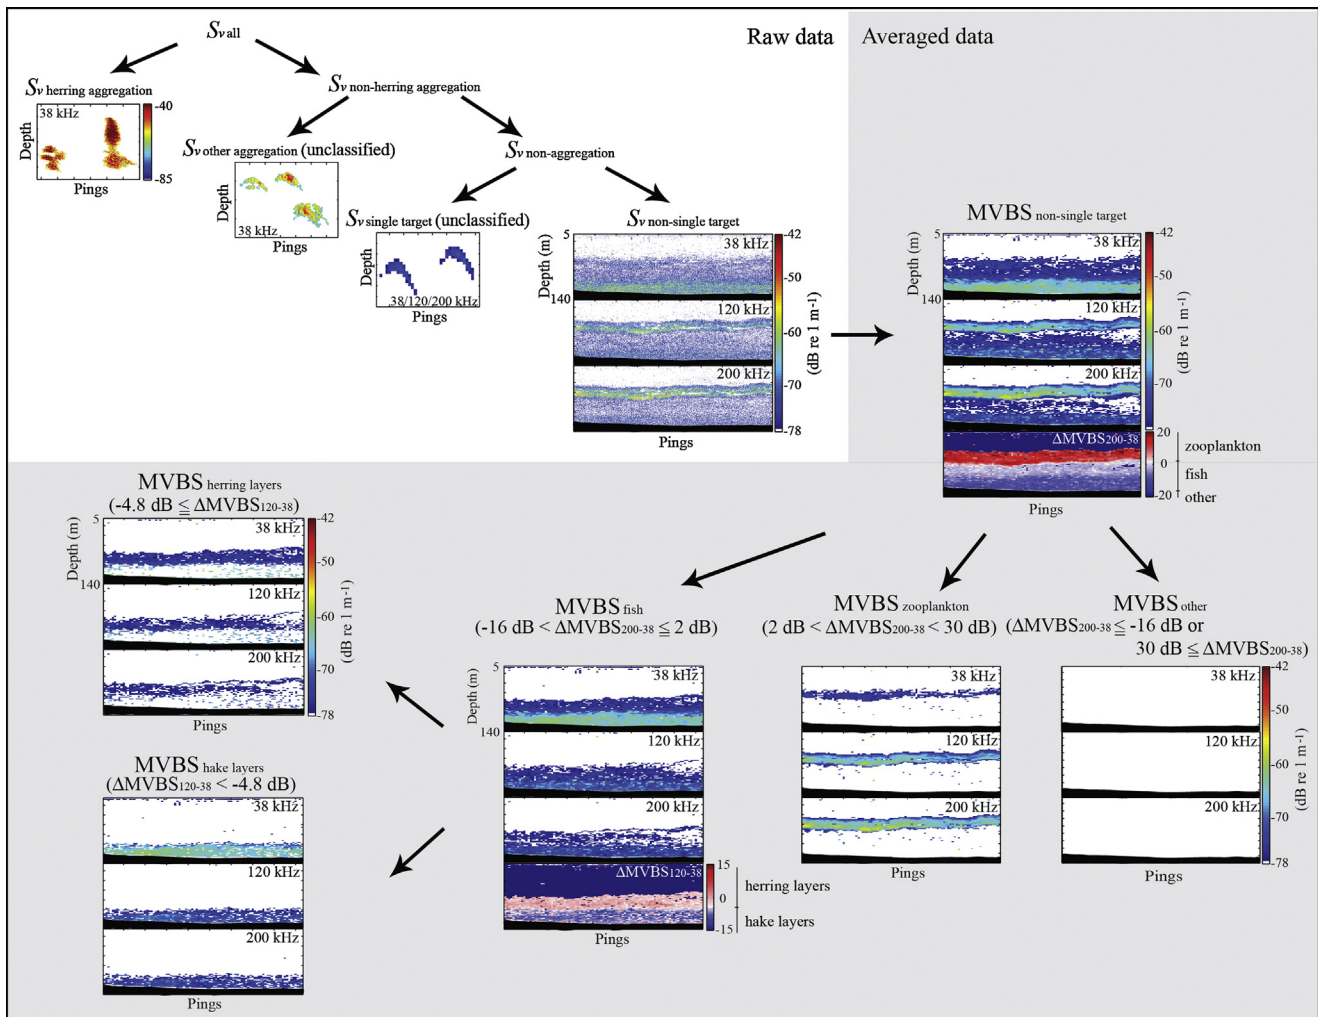 Sv all
Raw data
Averaged data
Sv herring aggregation
38 kHz
Depth
-40
-85
Pings
Sv non-herring aggregation
Sv other aggregation (unclassified)
Depth
38 kHz
Pings
Sv non-aggregation
Sv single target (unclassified)
Depth
38/120/200 kHz
Pings
Sv non-single target
5
38 kHz
Depth (m)
140
120 kHz
200 kHz
Pings
-42
-50
-60
-70
-78
(dB re 1 m-1)
MVBS non-single target
5
38 kHz
Depth (m)
140
120 kHz
200 kHz
ΔMVBS200-38
Pings
-42
-50
-60
-70
-78
(dB re 1 m-1)
20
0
-20
zooplankton
fish
other
MVBS herring layers
(-4.8 dB ≦ ΔMVBS120-38)
5
38 kHz
Depth (m)
140
120 kHz
200 kHz
Pings
-42
-50
-60
-70
-78
(dB re 1 m-1)
MVBS hake layers
(ΔMVBS120-38 < -4.8 dB)
38 kHz
120 kHz
200 kHz
Pings
MVBS fish
(-16 dB < ΔMVBS200-38 ≦ 2 dB)
5
38 kHz
Depth (m)
140
120 kHz
200 kHz
ΔMVBS120-38
15
0
-15
herring layers
hake layers
Pings
MVBS zooplankton
(2 dB < ΔMVBS200-38 < 30 dB)
38 kHz
120 kHz
200 kHz
Pings
MVBS other
(ΔMVBS200-38 ≦ -16 dB or
30 dB ≦ ΔMVBS200-38)
38 kHz
120 kHz
200 kHz
Pings
-42
-50
-60
-70
-78
(dB re 1 m-1)